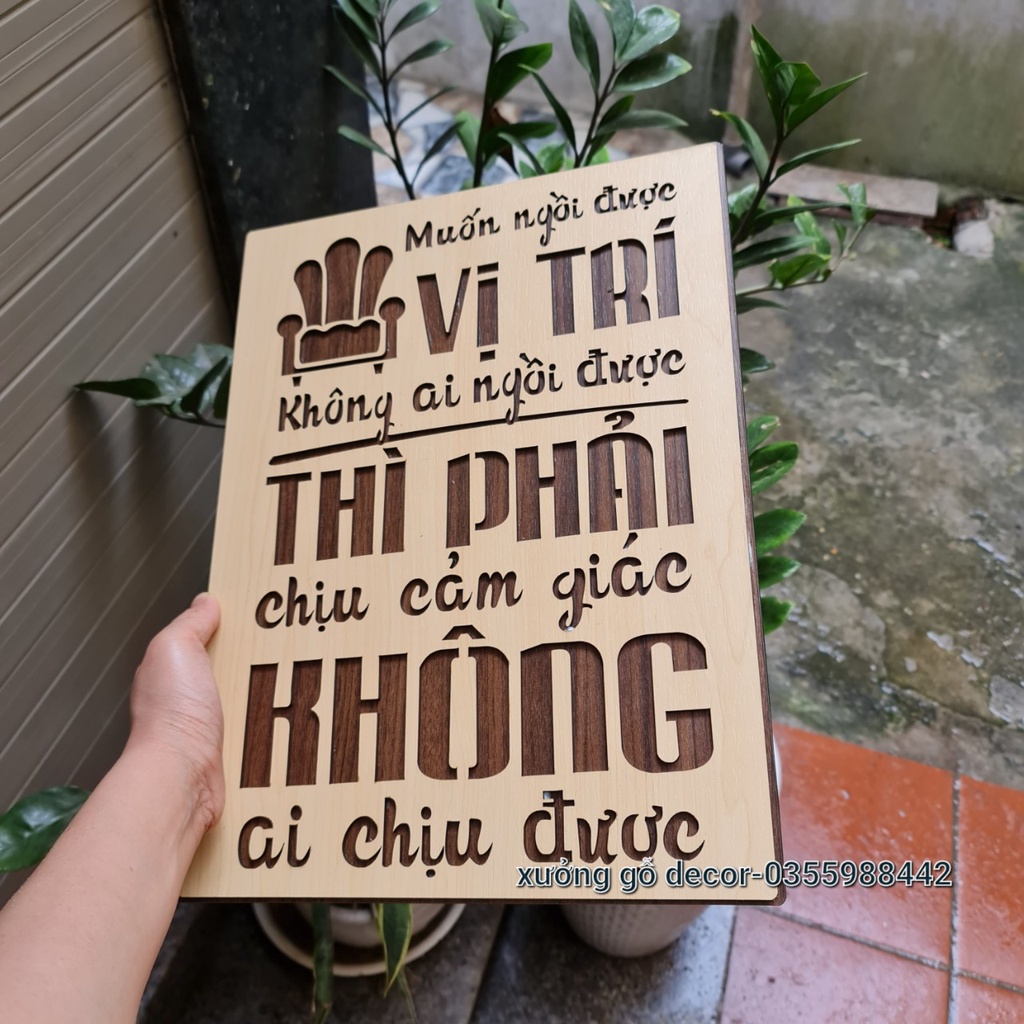 Muốn ngồi được
VỊ TRÍ
Không ai ngồi được
THÌ PHẢI
chịu cảm giác
KHÔNG
ai chịu được
xưởng gỗ decor-0355988442